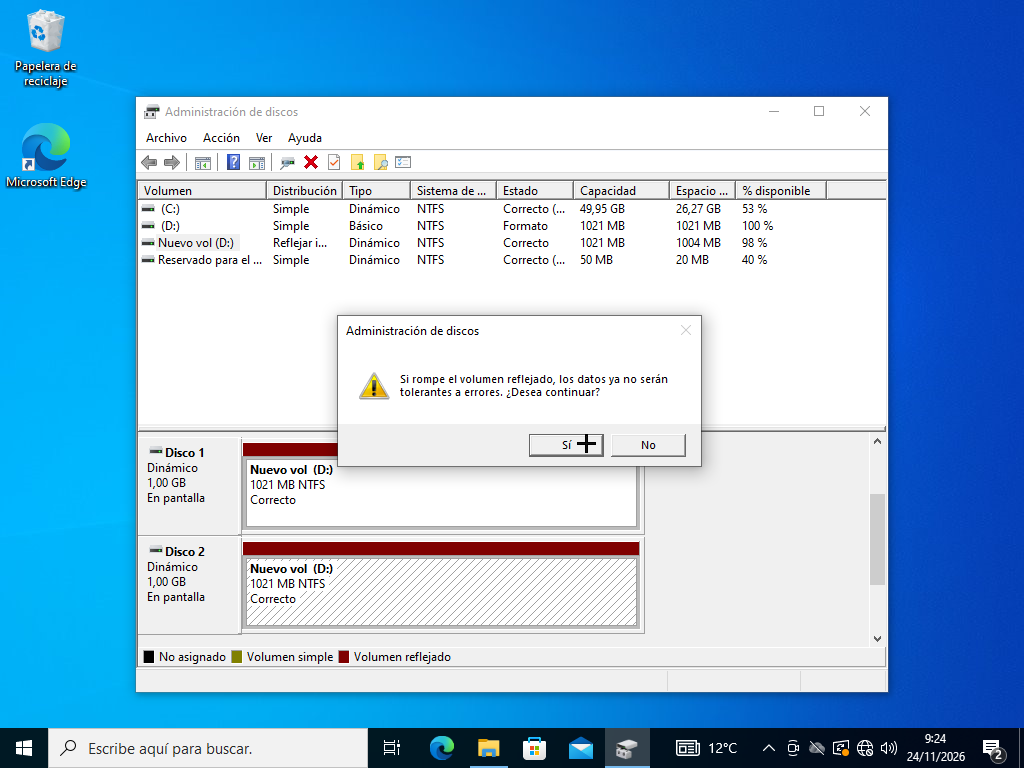 Papelera de
reciclaje
Microsoft Edge
Administración de discos
Archivo Acción Ver Ayuda
Volumen Distribución Tipo Sistema de ... Estado Capacidad Espacio ... % disponible
(C:) Simple Dinámico NTFS Correcto (... 49,95 GB 26,27 GB 53 %
(D:) Simple Básico NTFS Formato 1021 MB 1021 MB 100 %
Nuevo vol (D:) Reflejar i... Dinámico NTFS Correcto 1021 MB 1004 MB 98 %
Reservado para el ... Simple Dinámico NTFS Correcto (... 50 MB 20 MB 40 %
Administración de discos
Si rompe el volumen reflejado, los datos ya no serán
tolerantes a errores. ¿Desea continuar?
Sí No
Disco 1
Dinámico
1,00 GB
En pantalla
Nuevo vol (D:)
1021 MB NTFS
Correcto
Disco 2
Dinámico
1,00 GB
En pantalla
Nuevo vol (D:)
1021 MB NTFS
Correcto
No asignado Volumen simple Volumen reflejado
Escribe aquí para buscar.
12°C
9:24
24/11/2026
2